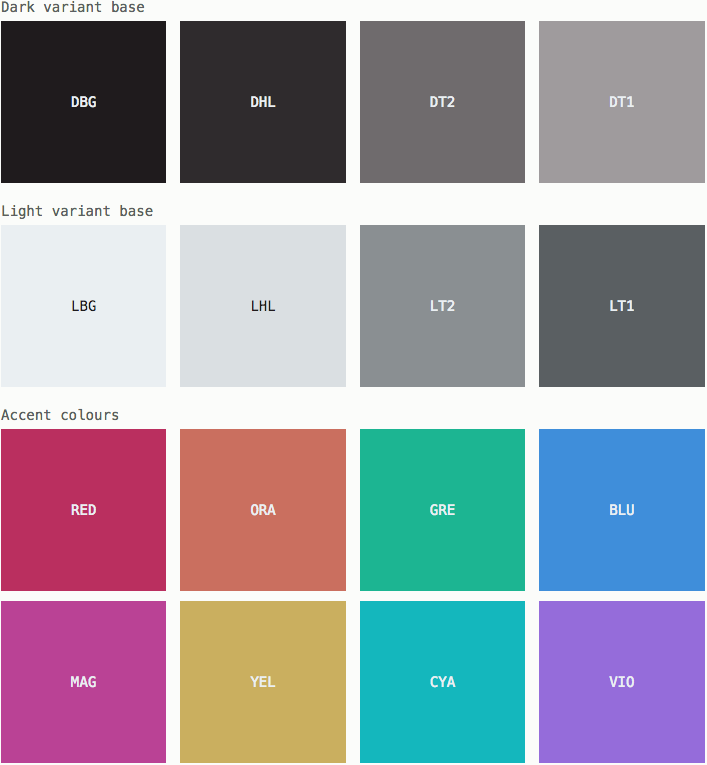 Dark variant base
DBG DHL DT2 DT1
Light variant base
LBG LHL LT2 LT1
Accent colours
RED ORA GRE BLU
MAG YEL CYA VIO